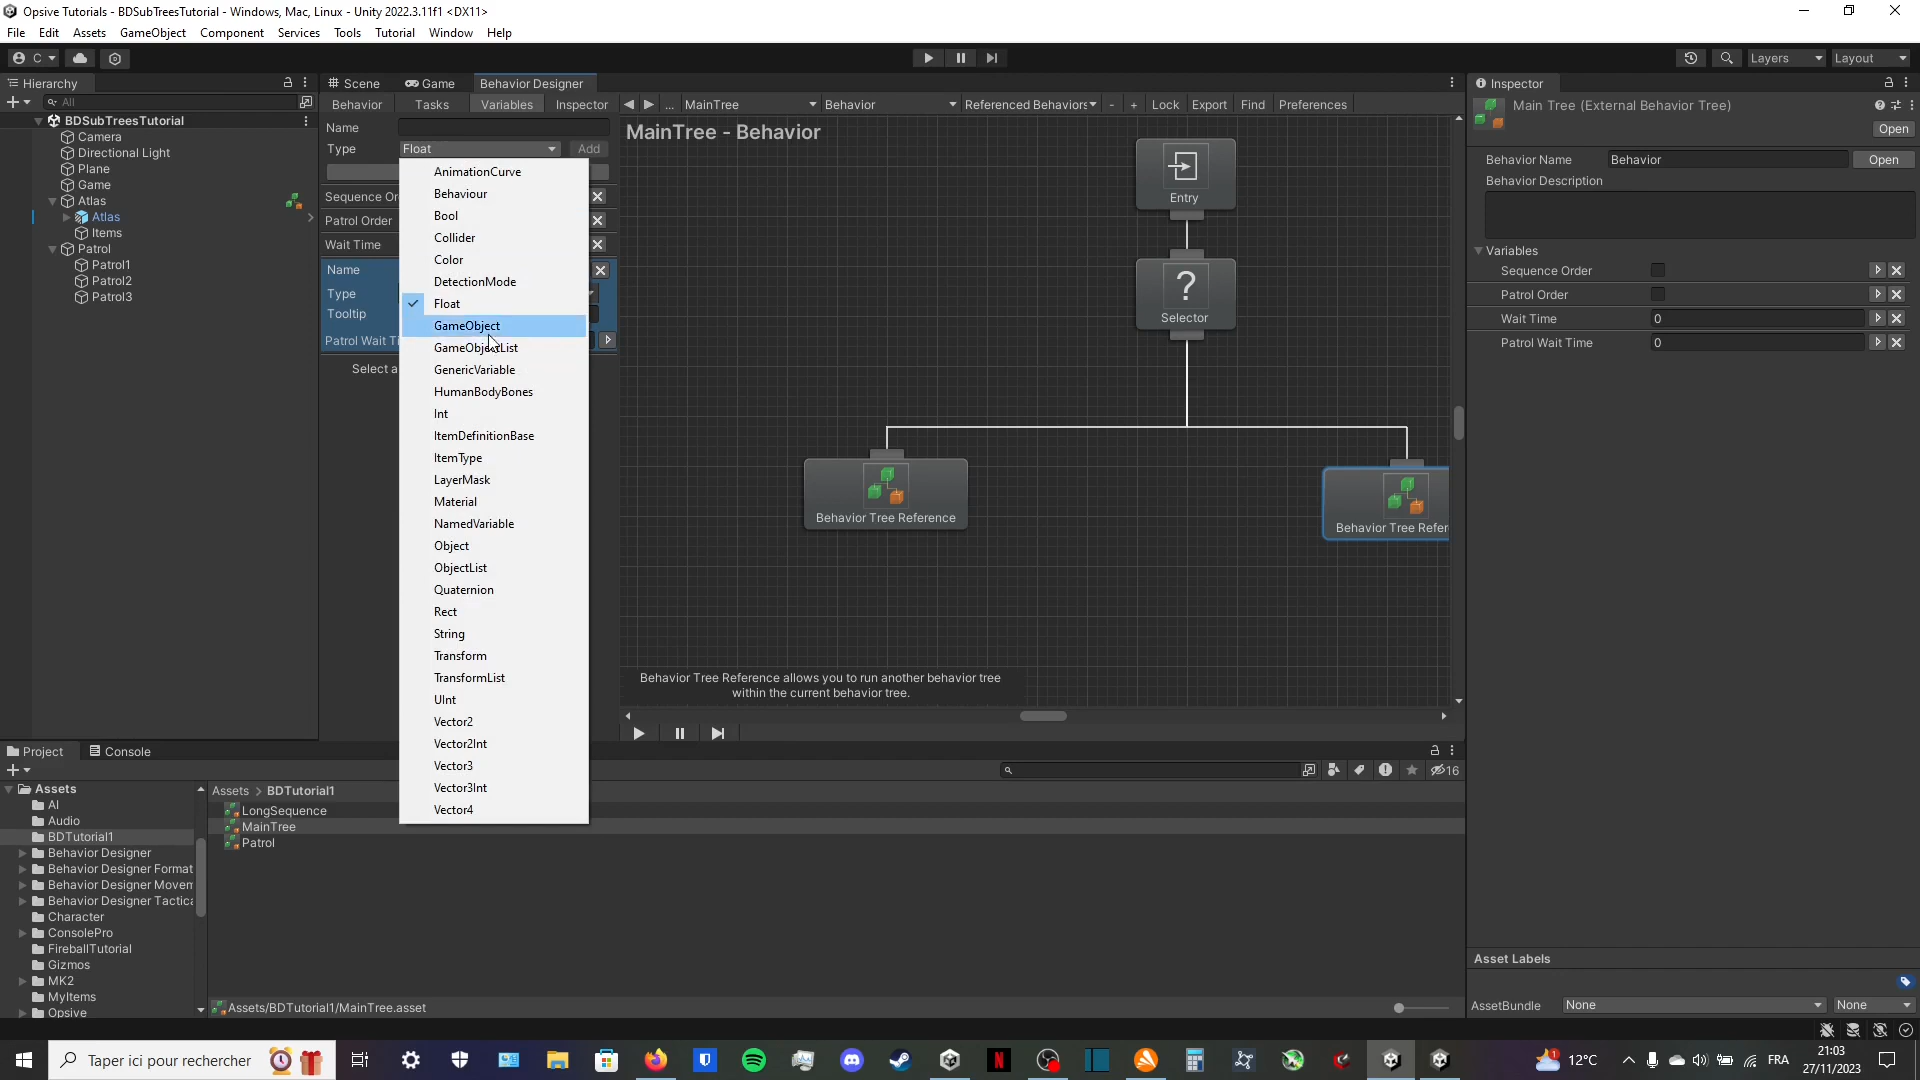 Opsive Tutorials - BDSubTreesTutorial - Windows, Mac, Linux - Unity 2022.3.11f1 <DX11>
File Edit Assets GameObject Component Services Tools Tutorial Window Help
C Layers Layout
Hierarchy Scene Game Behavior Designer Inspector
All Behavior Tasks Variables Inspector ... MainTree Behavior Referenced Behaviors - + Lock Export Find Preferences Main Tree (External Behavior Tree)
Open
BDSubTreesTutorial
Camera
Directional Light
Plane
Game
Atlas
Atlas
Items
Patrol
Patrol1
Patrol2
Patrol3
Name
Type Float Add
Sequence Or
Patrol Order
Wait Time
Name
Type
Tooltip
Patrol Wait Ti
Select a
AnimationCurve
Behaviour
Bool
Collider
Color
DetectionMode
Float
GameObject
GameObjectList
GenericVariable
HumanBodyBones
Int
ItemDefinitionBase
ItemType
LayerMask
Material
NamedVariable
Object
ObjectList
Quaternion
Rect
String
Transform
TransformList
UInt
Vector2
Vector2Int
Vector3
Vector3Int
Vector4
MainTree - Behavior
Entry
?
Selector
Behavior Tree Reference
Behavior Tree Refer
Behavior Tree Reference allows you to run another behavior tree
within the current behavior tree.
Behavior Name Behavior Open
Behavior Description
Variables
Sequence Order
Patrol Order
Wait Time 0
Patrol Wait Time 0
Project Console
16
Assets
AI
Audio
BDTutorial1
Behavior Designer
Behavior Designer Format
Behavior Designer Movem
Behavior Designer Tactica
Character
ConsolePro
FireballTutorial
Gizmos
MK2
MyItems
Opsive
Assets > BDTutorial1
LongSequence
MainTree
Patrol
Assets/BDTutorial1/MainTree.asset
Asset Labels
AssetBundle None None
Taper ici pour rechercher
1 12°C FRA 21:03
27/11/2023